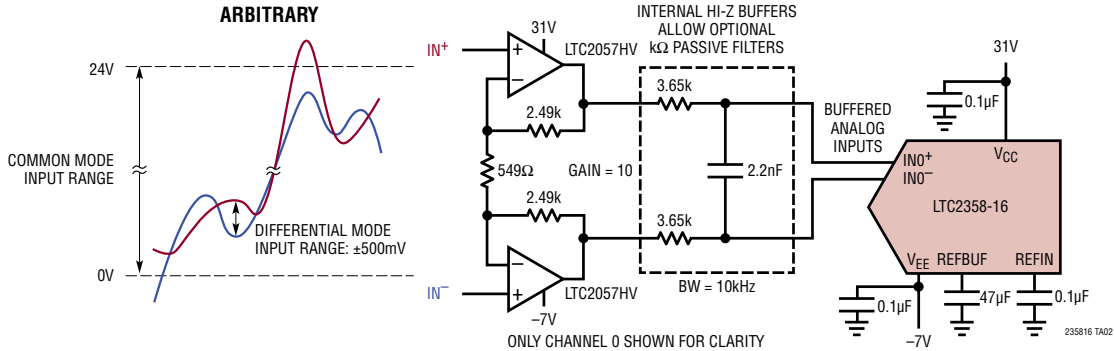 ARBITRARY
24V
COMMON MODE
INPUT RANGE
0V
DIFFERENTIAL MODE
INPUT RANGE: ±500mV
IN+
31V
LTC2057HV
2.49k
549Ω
GAIN = 10
2.49k
IN–
LTC2057HV
–7V
INTERNAL HI-Z BUFFERS
ALLOW OPTIONAL
kΩ PASSIVE FILTERS
3.65k
2.2nF
3.65k
BW = 10kHz
ONLY CHANNEL 0 SHOWN FOR CLARITY
BUFFERED
ANALOG
INPUTS
31V
0.1µF
VCC
IN0+
IN0–
LTC2358-16
VEE
REFBUF
REFIN
0.1µF
47µF
0.1µF
–7V
235816 TA02